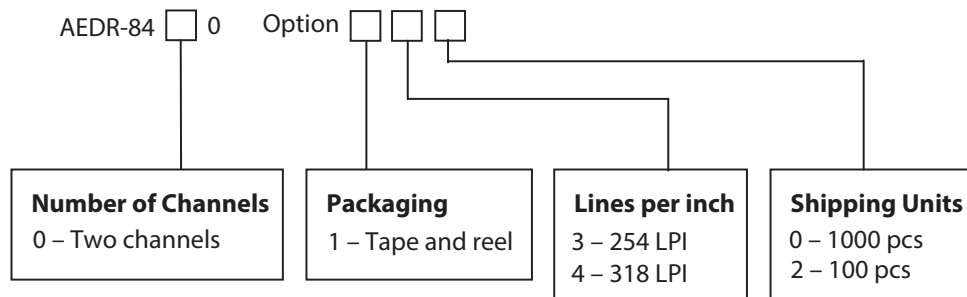 AEDR-84 0 Option
Number of Channels
0 – Two channels
Packaging
1 – Tape and reel
Lines per inch
3 – 254 LPI
4 – 318 LPI
Shipping Units
0 – 1000 pcs
2 – 100 pcs